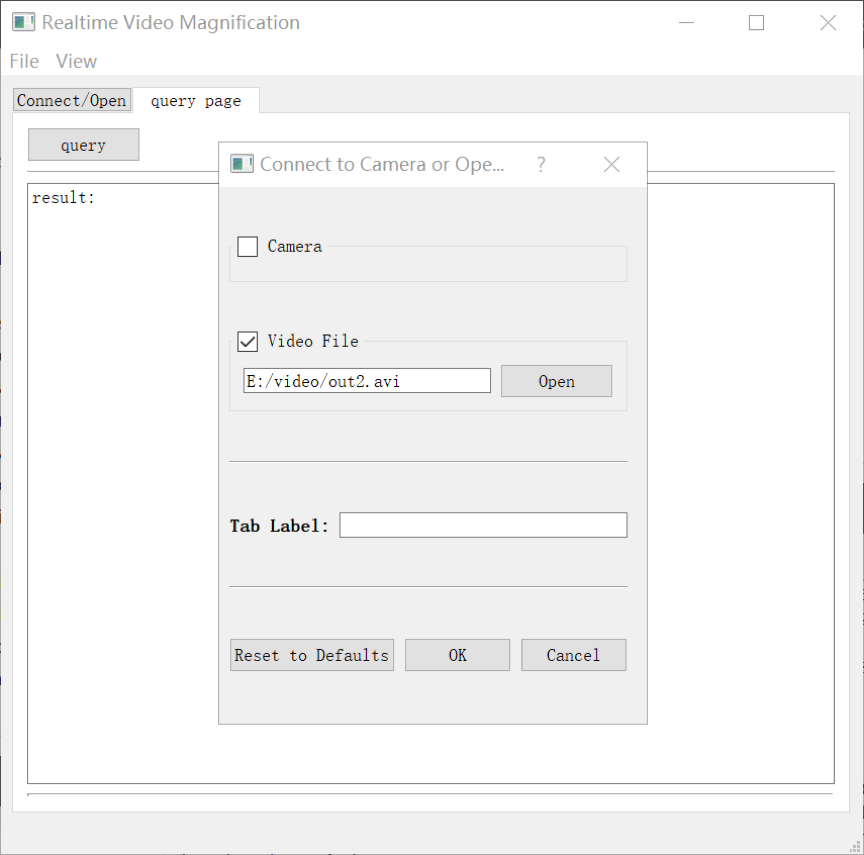 Realtime Video Magnification
File View
Connect/Open query page
query
result:
Connect to Camera or Ope... ?
Camera
Video File
E:/video/out2.avi Open
Tab Label:
Reset to Defaults OK Cancel